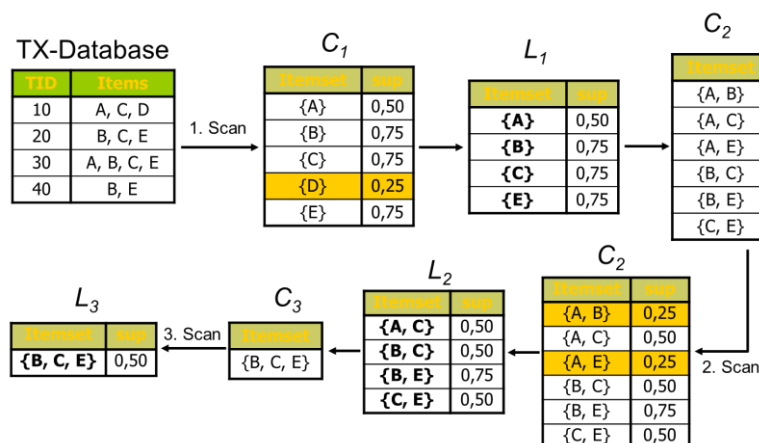 TX-Database
TID Items
10 A, C, D
20 B, C, E
30 A, B, C, E
40 B, E
1. Scan
C1
Itemset sup
{A} 0,50
{B} 0,75
{C} 0,75
{D} 0,25
{E} 0,75
L1
Itemset sup
{A} 0,50
{B} 0,75
{C} 0,75
{E} 0,75
C2
Itemset
{A, B}
{A, C}
{A, E}
{B, C}
{B, E}
{C, E}
2. Scan
C2
Itemset sup
{A, B} 0,25
{A, C} 0,50
{A, E} 0,25
{B, C} 0,50
{B, E} 0,75
{C, E} 0,50
L2
Itemset sup
{A, C} 0,50
{B, C} 0,50
{B, E} 0,75
{C, E} 0,50
C3
Itemset
{B, C, E}
3. Scan
L3
Itemset sup
{B, C, E} 0,50